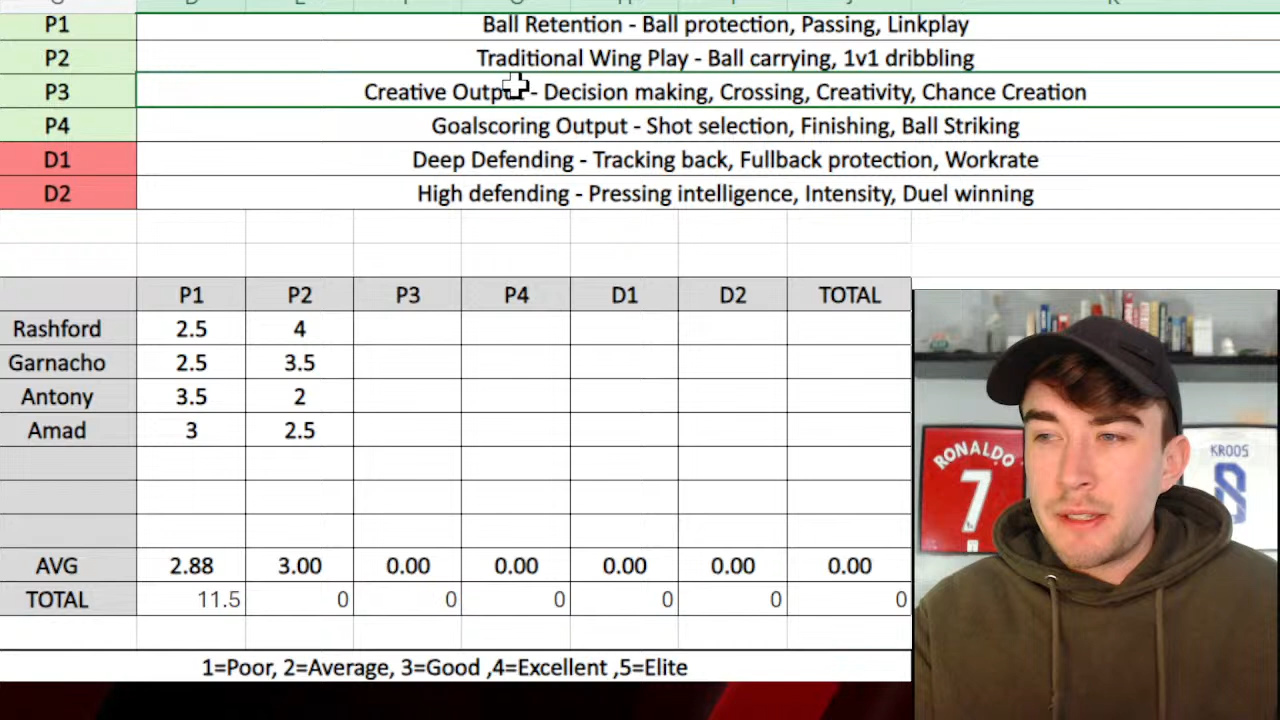 P1 Ball Retention - Ball protection, Passing, Linkplay
P2 Traditional Wing Play - Ball carrying, 1v1 dribbling
P3 Creative Output - Decision making, Crossing, Creativity, Chance Creation
P4 Goalscoring Output - Shot selection, Finishing, Ball Striking
D1 Deep Defending - Tracking back, Fullback protection, Workrate
D2 High defending - Pressing intelligence, Intensity, Duel winning
P1 P2 P3 P4 D1 D2 TOTAL
Rashford 2.5 4
Garnacho 2.5 3.5
Antony 3.5 2
Amad 3 2.5
AVG 2.88 3.00 0.00 0.00 0.00 0.00 0.00
TOTAL 11.5 0 0 0 0 0 0
1=Poor, 2=Average, 3=Good ,4=Excellent ,5=Elite
RONALDO
7
KROOS
8